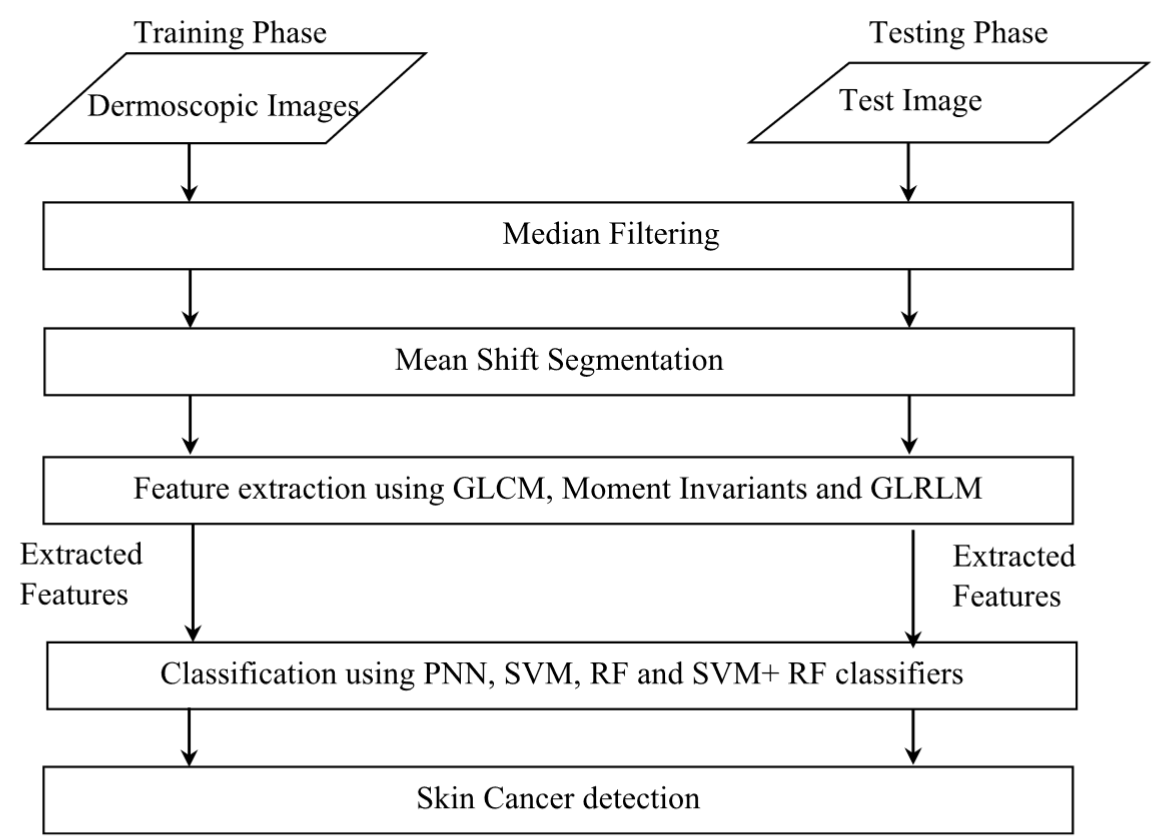 Training Phase
Testing Phase
Dermoscopic Images
Test Image
Median Filtering
Mean Shift Segmentation
Feature extraction using GLCM, Moment Invariants and GLRLM
Extracted
Features
Extracted
Features
Classification using PNN, SVM, RF and SVM+ RF classifiers
Skin Cancer detection